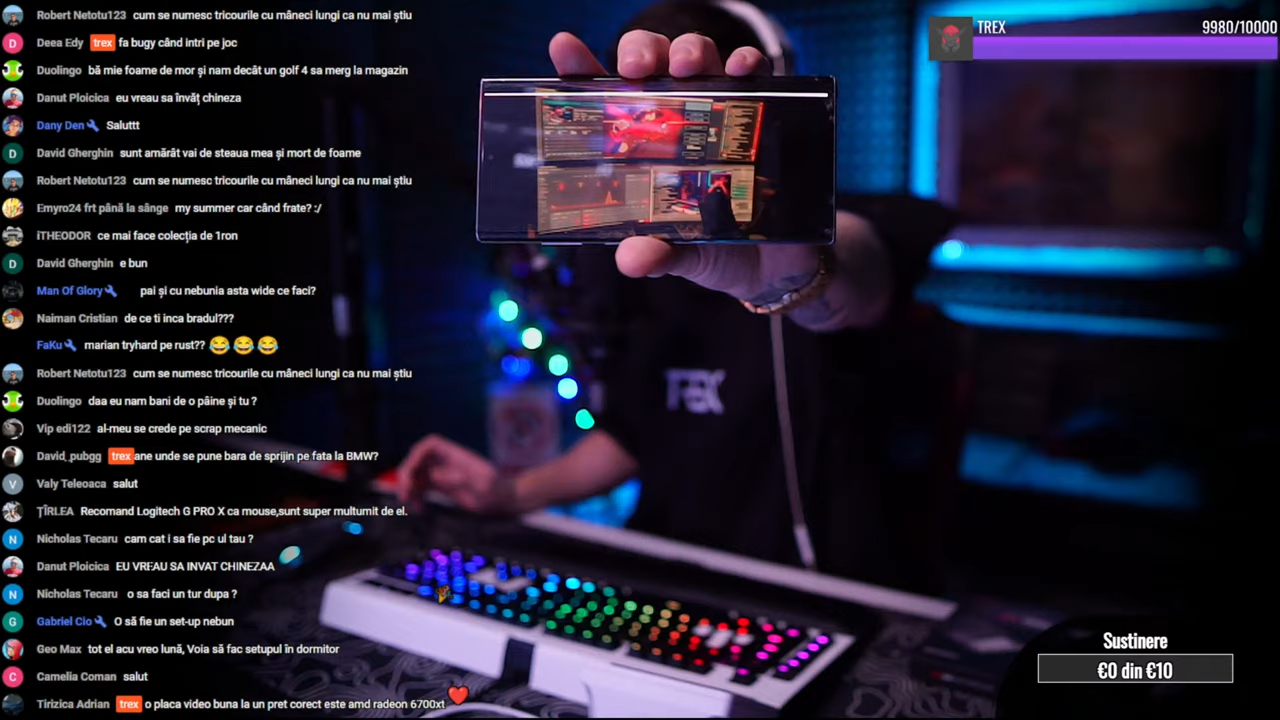 Robert Netotu123 cum se numesc tricourile cu mâneci lungi ca nu mai știu
Deea Edy trex fa bugy când intri pe joc
Duolingo bă mie foame de mor și nam decât un golf 4 sa merg la magazin
Danut Ploicica eu vreau sa învăț chineza
Dany Den Saluttt
David Gherghin sunt amărât vai de steaua mea și mort de foame
Robert Netotu123 cum se numesc tricourile cu mâneci lungi ca nu mai știu
Emyro24 frt până la sânge my summer car când frate? :/
iTHEODOR ce mai face colecția de 1ron
David Gherghin e bun
Man Of Glory pai și cu nebunia asta wide ce faci?
Naiman Cristian de ce ti inca bradul???
FaKu marian tryhard pe rust?? 😂 😂 😂
Robert Netotu123 cum se numesc tricourile cu mâneci lungi ca nu mai știu
Duolingo daa eu nam bani de o pâine și tu ?
Vip edi122 al-meu se crede pe scrap mecanic
David_pubgg trex ane unde se pune bara de sprijin pe fata la BMW?
Valy Teleoaca salut
ȚÎRLEA Recomand Logitech G PRO X ca mouse,sunt super multumit de el.
Nicholas Tecaru cam cat i sa fie pc ul tau ?
Danut Ploicica EU VREAU SA INVAT CHINEZAA
Nicholas Tecaru o sa faci un tur dupa ?
Gabriel Cio O să fie un set-up nebun
Geo Max tot el acu vreo lună, Voia să fac setupul în dormitor
Camelia Coman salut
Tirizica Adrian trex o placa video buna la un pret corect este amd radeon 6700xt ❤️
TREX 9980/10000
Sustinere
€0 din €10